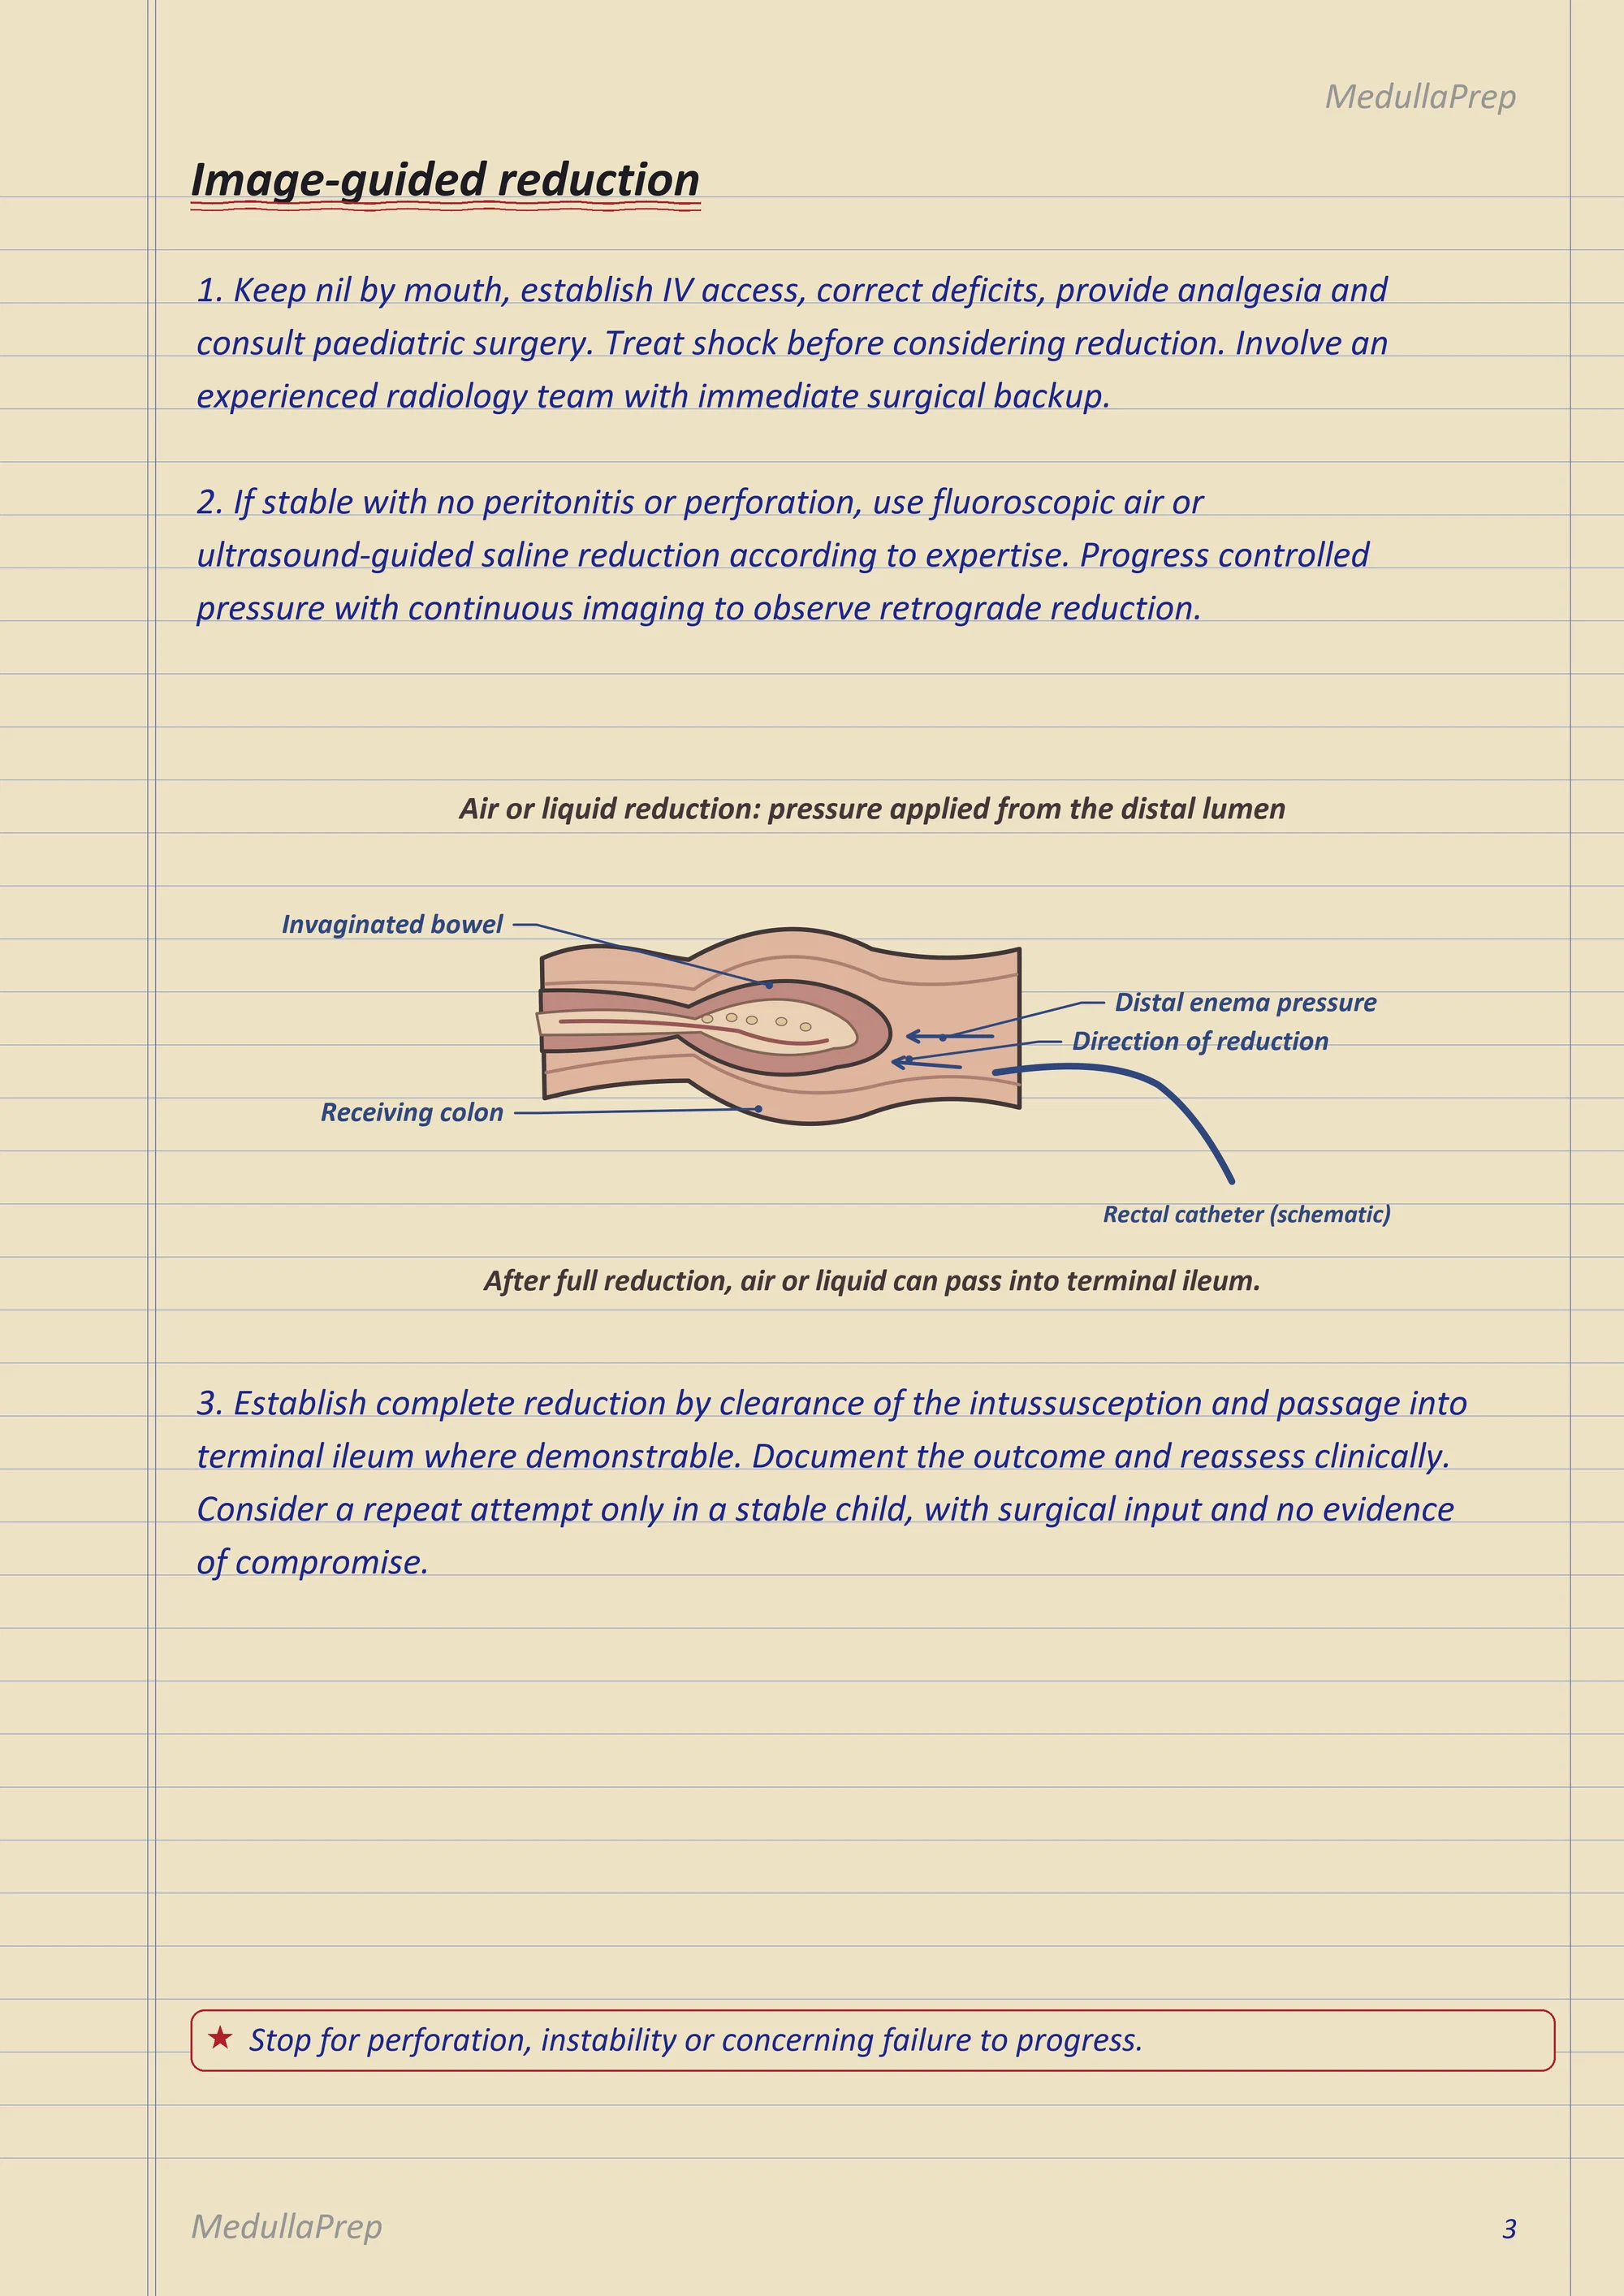 MedullaPrep
Image-guided reduction
1. Keep nil by mouth, establish IV access, correct deficits, provide analgesia and
consult paediatric surgery. Treat shock before considering reduction. Involve an
experienced radiology team with immediate surgical backup.
2. If stable with no peritonitis or perforation, use fluoroscopic air or
ultrasound-guided saline reduction according to expertise. Progress controlled
pressure with continuous imaging to observe retrograde reduction.
Air or liquid reduction: pressure applied from the distal lumen
Invaginated bowel
Distal enema pressure
Direction of reduction
Receiving colon
Rectal catheter (schematic)
After full reduction, air or liquid can pass into terminal ileum.
3. Establish complete reduction by clearance of the intussusception and passage into
terminal ileum where demonstrable. Document the outcome and reassess clinically.
Consider a repeat attempt only in a stable child, with surgical input and no evidence
of compromise.
★ Stop for perforation, instability or concerning failure to progress.
MedullaPrep
3